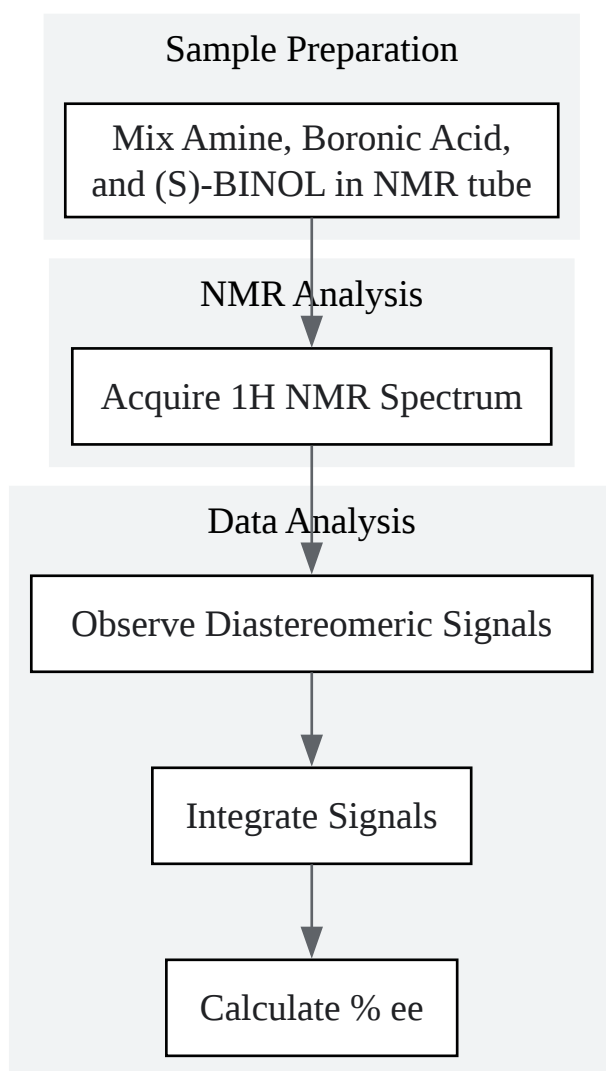 Sample Preparation
Mix Amine, Boronic Acid,
and (S)-BINOL in NMR tube
NMR Analysis
Acquire 1H NMR Spectrum
Data Analysis
Observe Diastereomeric Signals
Integrate Signals
Calculate % ee